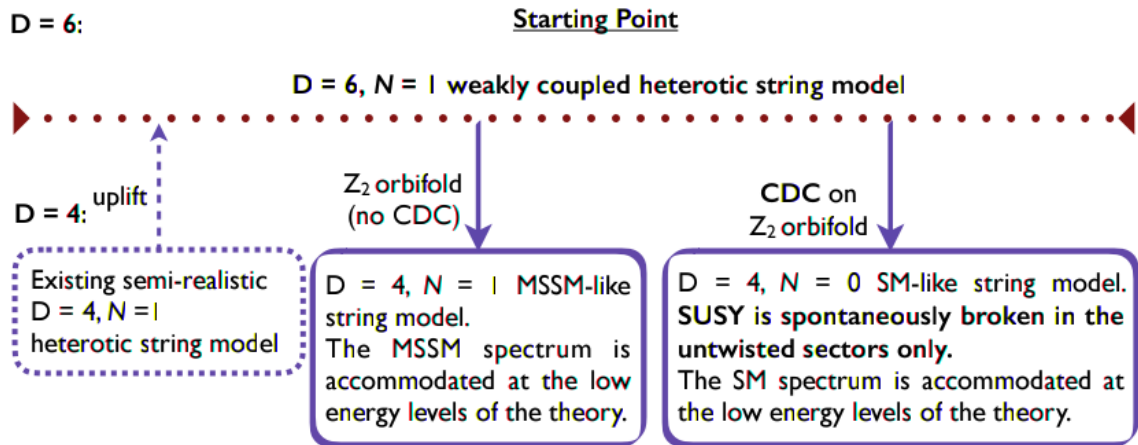 D = 6:
Starting Point
D = 6, N = 1 weakly coupled heterotic string model
uplift
D = 4:
Z₂ orbifold
(no CDC)
CDC on
Z₂ orbifold
Existing semi-realistic
D = 4, N = 1
heterotic string model
D = 4, N = 1 MSSM-like
string model.
The MSSM spectrum is
accommodated at the low
energy levels of the theory.
D = 4, N = 0 SM-like string model.
SUSY is spontaneously broken in the
untwisted sectors only.
The SM spectrum is accommodated at
the low energy levels of the theory.